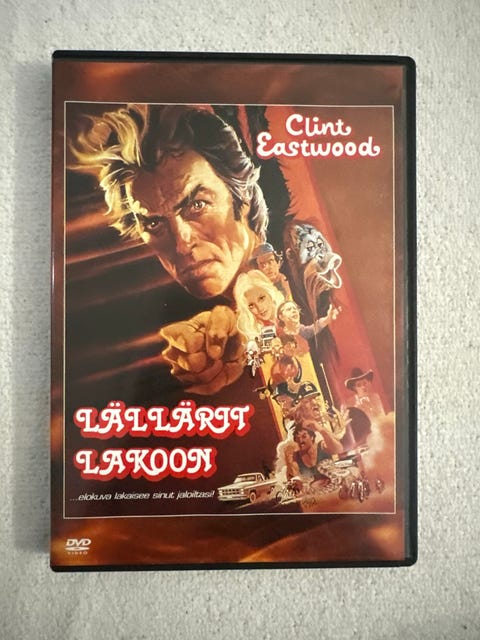 Clint
Eastwood
LÄLLÄRIT
LAKOON
...elokuva lakaisee sinut jaloiltasi!
DVD
VIDEO